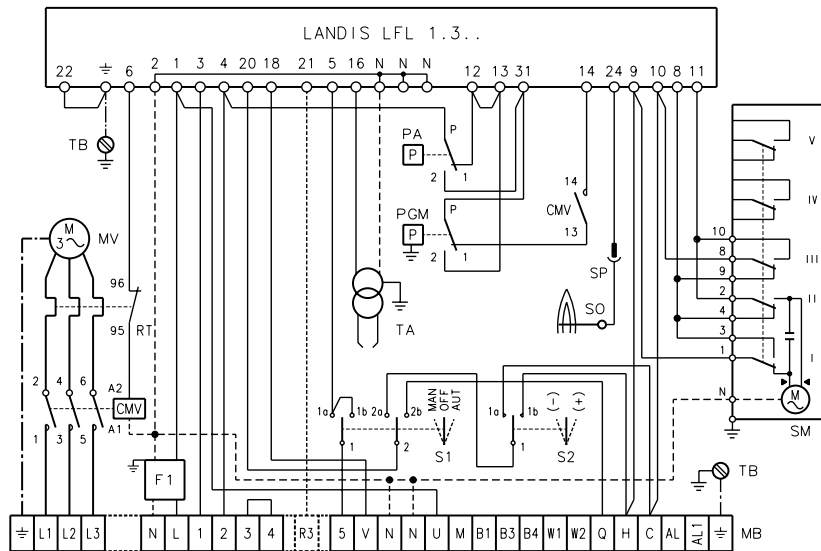 LANDIS LFL 1.3..
22 6 2 1 3 4 20 18 21 5 16 N N N 12 13 31 14 24 9 10 8 11
TB
PA P P
2 1
PGM P P
2 1
14
CMV
13
V
IV
10
8 III
9
2 II
4
3
1 I
N
M
SM
M
3
MV
96
95 RT
TA
SP
SO
2 4 6 A2
CMV
1 3 5 A1
1a 1b 2a 2b
MAN
OFF
AUT
1 2 S1
1a 1b
(-)
(+)
1 S2
F1
TB
L1 L2 L3 N L 1 2 3 4 R3 5 V N N U M B1 B3 B4 W1 W2 Q H C AL AL1 MB